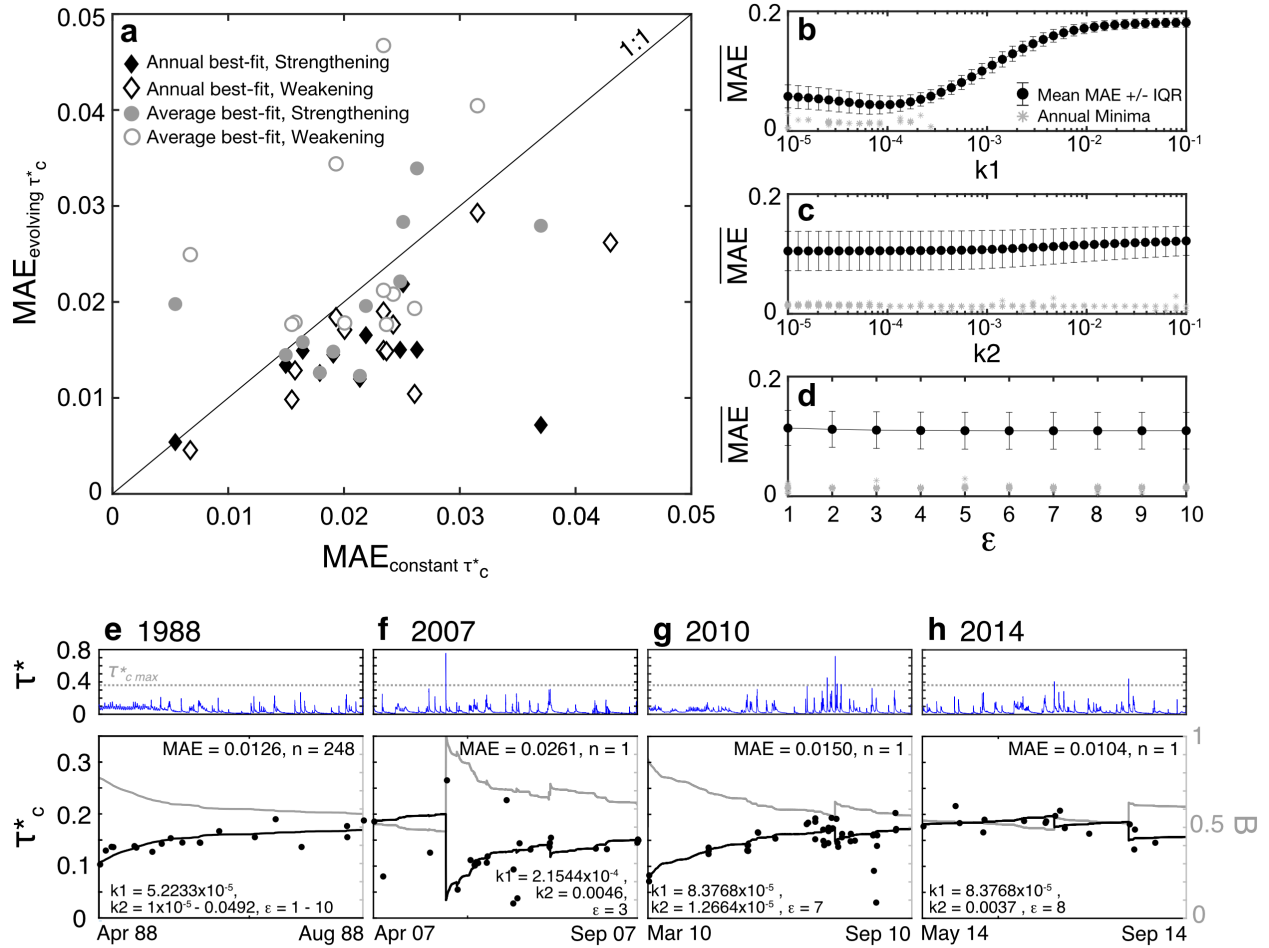 a
1:1
Annual best-fit, Strengthening
Annual best-fit, Weakening
Average best-fit, Strengthening
Average best-fit, Weakening
0.05
0.04
0.03
0.02
0.01
0
MAE evolving τ*c
0 0.01 0.02 0.03 0.04 0.05
MAE constant τ*c
b
0.2
MAE
0
Mean MAE +/- IQR
Annual Minima
10-5 10-4 10-3 10-2 10-1
k1
c
0.2
MAE
0
10-5 10-4 10-3 10-2 10-1
k2
d
0.2
MAE
0
1 2 3 4 5 6 7 8 9 10
ε
e 1988
f 2007
g 2010
h 2014
τ*
0.8
0.4
0
τ*c max
τ*c
0.3
0.2
0.1
0
MAE = 0.0126, n = 248
k1 = 5.2233x10-5,
k2 = 1x10-5 - 0.0492, ε = 1 - 10
Apr 88 Aug 88
MAE = 0.0261, n = 1
k1 = 2.1544x10-4 ,
k2 = 0.0046,
ε = 3
Apr 07 Sep 07
MAE = 0.0150, n = 1
k1 = 8.3768x10-5 ,
k2 = 1.2664x10-5 , ε = 7
Mar 10 Sep 10
MAE = 0.0104, n = 1
k1 = 8.3768x10-5 ,
k2 = 0.0037 , ε = 8
May 14 Sep 14
1
0.5
0
B